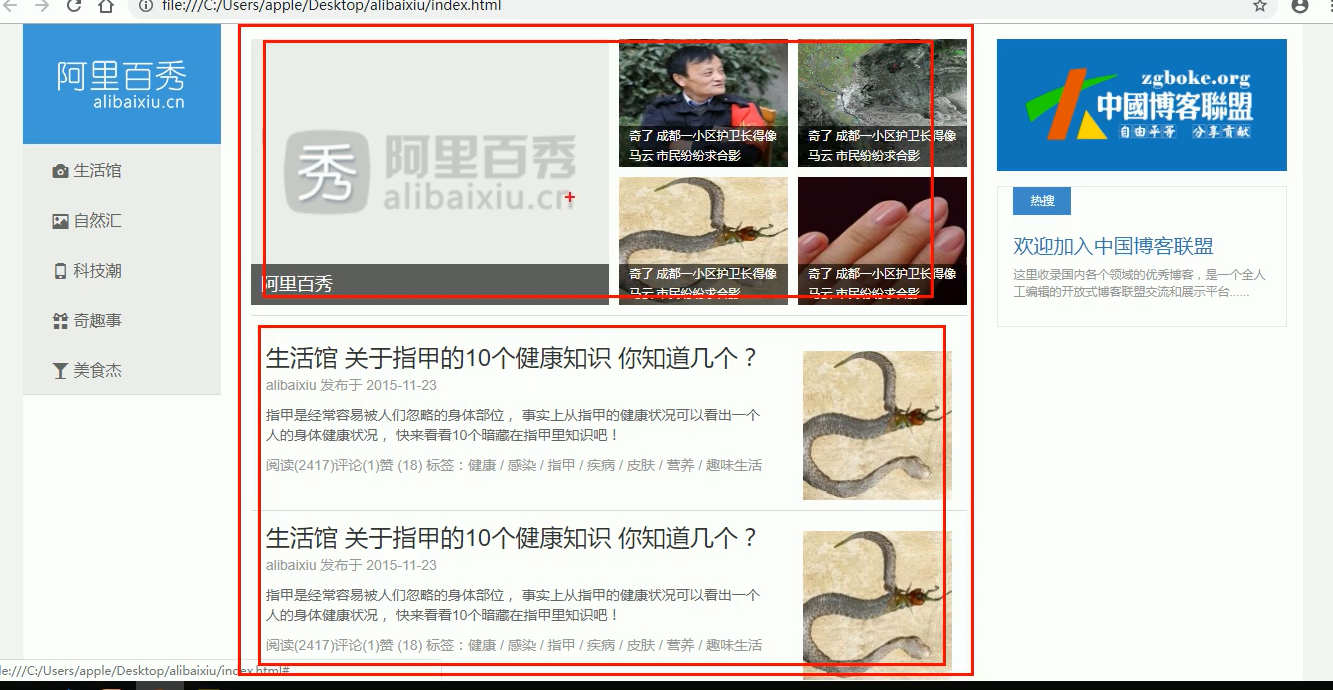 file:///C:/Users/apple/Desktop/alibaixiu/index.html
阿里百秀
alibaixiu.cn
生活馆
自然汇
科技潮
奇趣事
美食杰
秀 阿里百秀
alibaixiu.cn
阿里百秀
奇了 成都一小区护卫长得像
马云 市民纷纷求合影
奇了 成都一小区护卫长得像
马云 市民纷纷求合影
奇了 成都一小区护卫长得像
马云 市民纷纷求合影
奇了 成都一小区护卫长得像
马云 市民纷纷求合影
生活馆 关于指甲的10个健康知识 你知道几个？
alibaixiu 发布于 2015-11-23
指甲是经常容易被人们忽略的身体部位， 事实上从指甲的健康状况可以看出一个
人的身体健康状况， 快来看看10个暗藏在指甲里知识吧！
阅读(2417)评论(1)赞 (18) 标签：健康 / 感染 / 指甲 / 疾病 / 皮肤 / 营养 / 趣味生活
生活馆 关于指甲的10个健康知识 你知道几个？
alibaixiu 发布于 2015-11-23
指甲是经常容易被人们忽略的身体部位， 事实上从指甲的健康状况可以看出一个
人的身体健康状况， 快来看看10个暗藏在指甲里知识吧！
阅读(2417)评论(1)赞 (18) 标签：健康 / 感染 / 指甲 / 疾病 / 皮肤 / 营养 / 趣味生活
zgboke.org
中國博客聯盟
自由平等 分享贡献
热搜
欢迎加入中国博客联盟
这里收录国内各个领域的优秀博客，是一个全人
工编辑的开放式博客联盟交流和展示平台......
le:///C:/Users/apple/Desktop/alibaixiu/index.html#